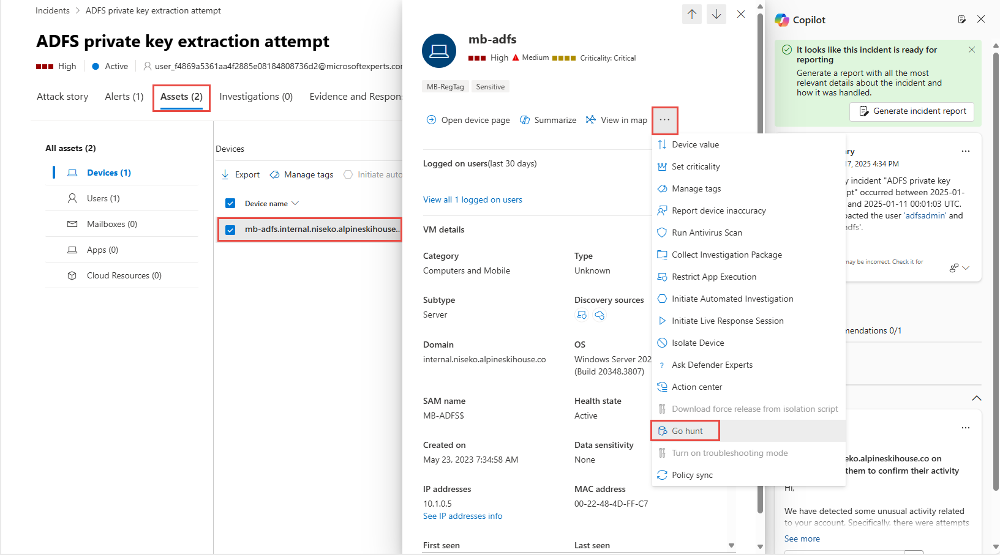 Incidents > ADFS private key extraction attempt
ADFS private key extraction attempt
High
Active
user_f4869a5361aa4f2885e08184808736d2@microsoftexperts.co
Attack story
Alerts (1)
Assets (2)
Investigations (0)
Evidence and Respons
All assets (2)
Devices (1)
Users (1)
Mailboxes (0)
Apps (0)
Cloud Resources (0)
Devices
Export
Manage tags
Initiate auto
Device name
mb-adfs.internal.niseko.alpineskihouse...
mb-adfs
High
Medium
Criticality: Critical
MB-RegTag
Sensitive
Open device page
Summarize
View in map
...
Logged on users(last 30 days)
View all 1 logged on users
VM details
Category
Computers and Mobile
Type
Unknown
Subtype
Server
Discovery sources
Domain
internal.niseko.alpineskihouse.co
OS
Windows Server 202
(Build 20348.3807)
SAM name
MB-ADFS$
Health state
Active
Created on
May 23, 2023 7:34:58 AM
Data sensitivity
None
IP addresses
10.1.0.5
See IP addresses info
MAC address
00-22-48-4D-FF-C7
First seen
Last seen
Device value
Set criticality
Manage tags
Report device inaccuracy
Run Antivirus Scan
Collect Investigation Package
Restrict App Execution
Initiate Automated Investigation
Initiate Live Response Session
Isolate Device
? Ask Defender Experts
Action center
Download force release from isolation script
Go hunt
Turn on troubleshooting mode
Policy sync
Copilot
It looks like this incident is ready for
reporting
Generate a report with all the most
relevant details about the incident and
how it was handled.
Generate incident report
ry
...
17, 2025 4:34 PM
y incident "ADFS private key
pt" occurred between 2025-01-
and 2025-01-11 00:01:03 UTC.
pacted the user 'adfsadmin' and
adfs'.
may be incorrect. Check it for
mendations 0/1
...
eko.alpineskihouse.co on
them to confirm their activity
Hi,
We have detected some unusual activity related
to your account. Specifically, there were attempts
See more